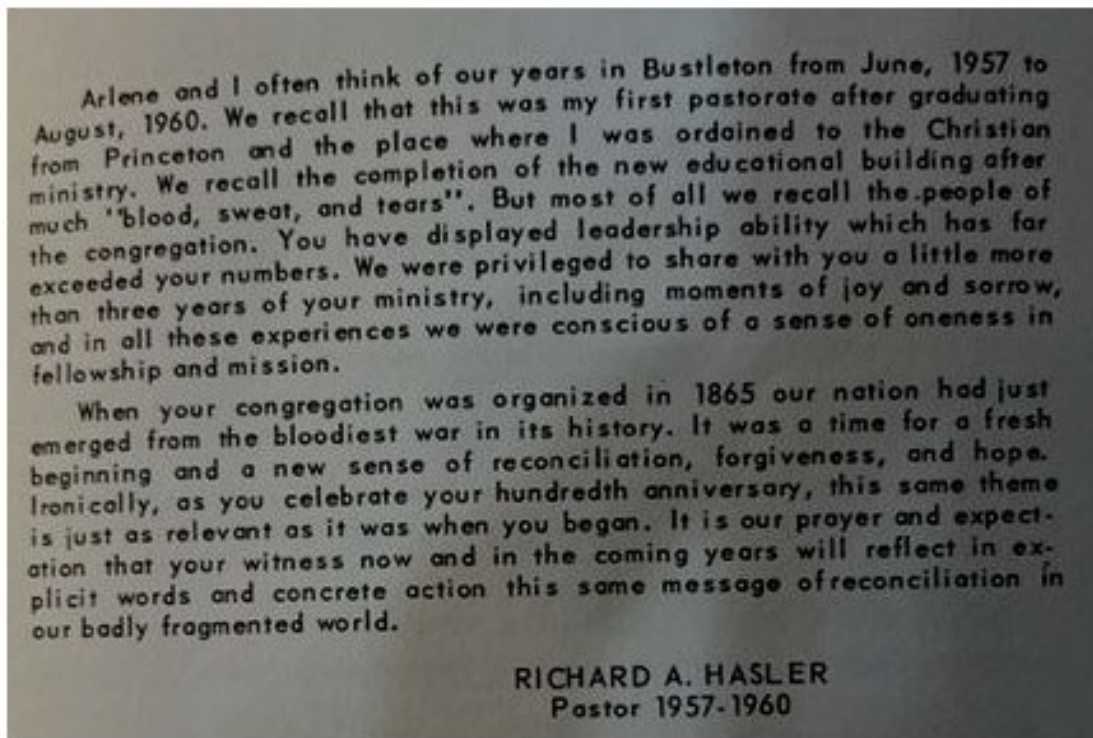 Arlene and I often think of our years in Bustleton from June, 1957 to
August, 1960. We recall that this was my first pastorate after graduating
from Princeton and the place where I was ordained to the Christian
ministry. We recall the completion of the new educational building after
much "blood, sweat, and tears". But most of all we recall the people of
the congregation. You have displayed leadership ability which has far
exceeded your numbers. We were privileged to share with you a little more
than three years of your ministry, including moments of joy and sorrow,
and in all these experiences we were conscious of a sense of oneness in
fellowship and mission.
When your congregation was organized in 1865 our nation had just
emerged from the bloodiest war in its history. It was a time for a fresh
beginning and a new sense of reconciliation, forgiveness, and hope.
Ironically, as you celebrate your hundredth anniversary, this same theme
is just as relevant as it was when you began. It is our prayer and expect-
ation that your witness now and in the coming years will reflect in ex-
plicit words and concrete action this same message of reconciliation in
our badly fragmented world.
RICHARD A. HASLER
Pastor 1957-1960